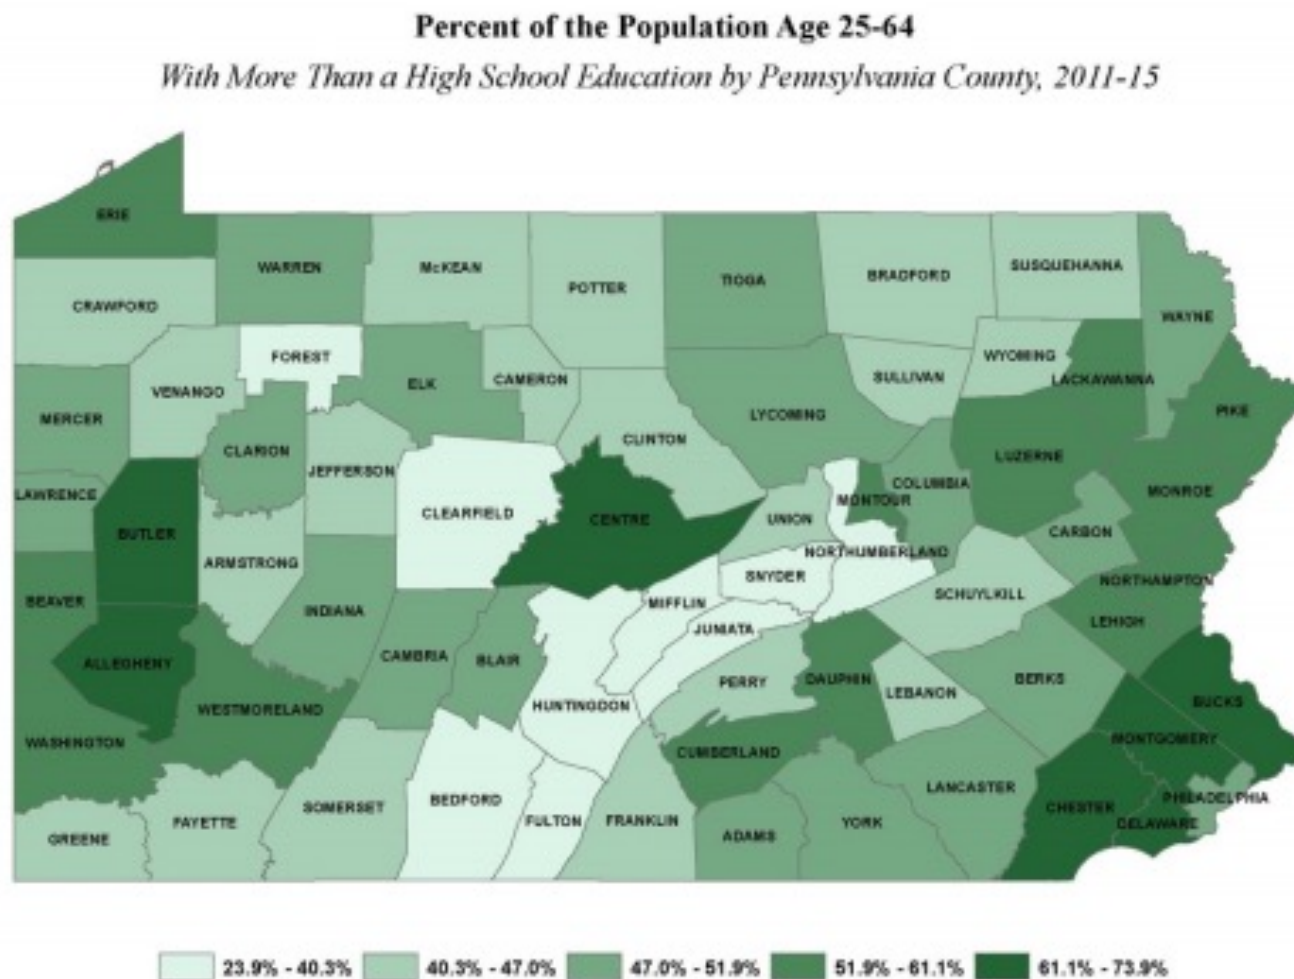 Percent of the Population Age 25-64
With More Than a High School Education by Pennsylvania County, 2011-15
ERIE
WARREN
McKEAN
POTTER
TIOGA
BRADFORD
SUSQUEHANNA
CRAWFORD
WAYNE
FOREST
WYOMING
VENANGO
ELK
CAMERON
SULLIVAN
LACKAWANNA
MERCER
LYCOMING
PIKE
CLARION
CLINTON
JEFFERSON
LUZERNE
LAWRENCE
COLUMBIA
MONTOUR
MONROE
BUTLER
CLEARFIELD
CENTRE
UNION
CARBON
ARMSTRONG
NORTHUMBERLAND
SNYDER
NORTHAMPTON
BEAVER
INDIANA
MIFFLIN
SCHUYLKILL
JUNIATA
LEHIGH
ALLEGHENY
CAMBRIA
BLAIR
PERRY
DAUPHIN
LEBANON
BERKS
WESTMORELAND
HUNTINGDON
BUCKS
WASHINGTON
CUMBERLAND
MONTGOMERY
SOMERSET
BEDFORD
LANCASTER
CHESTER
PHILADELPHIA
GREENE
FAYETTE
FULTON
FRANKLIN
ADAMS
YORK
DELAWARE
23.9% - 40.3% 40.3% - 47.0% 47.0% - 51.9% 51.9% - 61.1% 61.1% - 73.9%